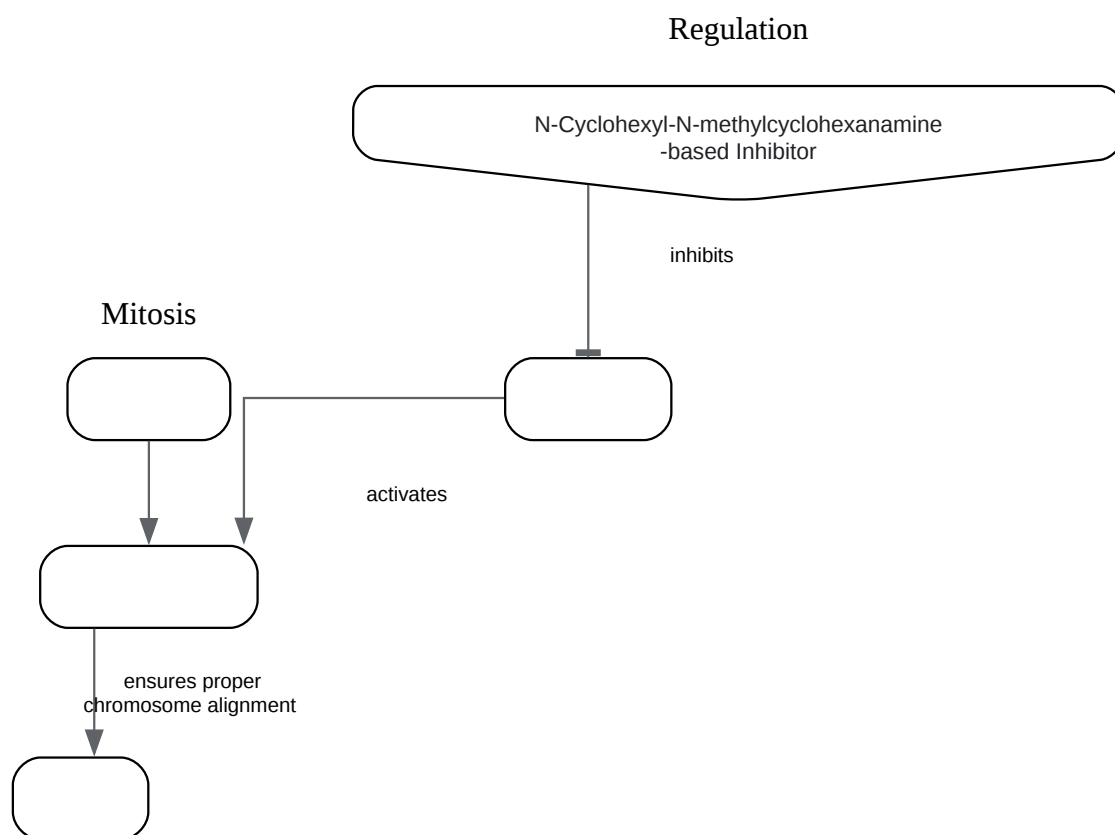 Regulation
N-Cyclohexyl-N-methylcyclohexanamine
-based Inhibitor
inhibits
Mitosis
activates
ensures proper
chromosome alignment